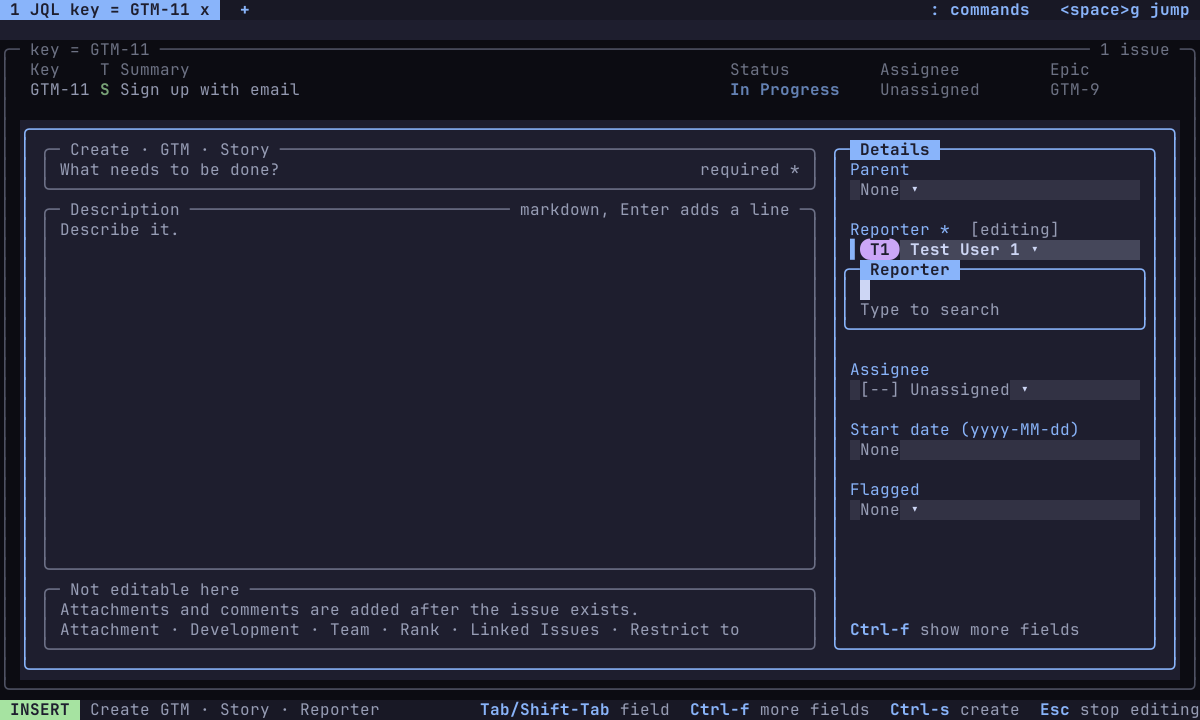 1 JQL key = GTM-11 x + : commands <space>g jump
key = GTM-11 1 issue
Key T Summary Status Assignee Epic
GTM-11 S Sign up with email In Progress Unassigned GTM-9
Create · GTM · Story
What needs to be done? required *
Description markdown, Enter adds a line
Describe it.
Not editable here
Attachments and comments are added after the issue exists.
Attachment · Development · Team · Rank · Linked Issues · Restrict to
Details
Parent
None ▾
Reporter * [editing]
T1 Test User 1 ▾
Reporter
Type to search
Assignee
[--] Unassigned ▾
Start date (yyyy-MM-dd)
None
Flagged
None ▾
Ctrl-f show more fields
INSERT Create GTM · Story · Reporter Tab/Shift-Tab field Ctrl-f more fields Ctrl-s create Esc stop editing